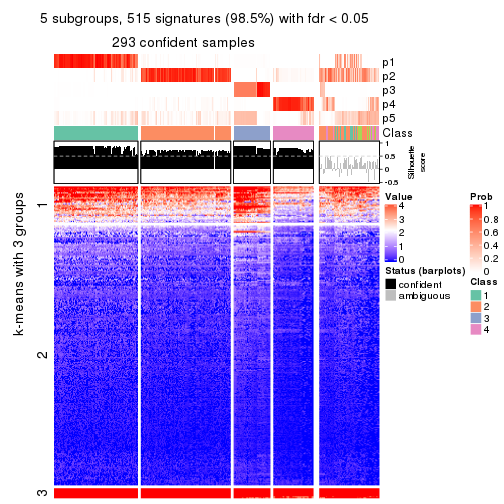 5 subgroups, 515 signatures (98.5%) with fdr < 0.05
293 confident samples
p1
p2
p3
p4
p5
Class
1
0.5
0
-0.5
Silhouette
score
k-means with 3 groups
1
2
3
Value
4
3
2
1
0
Status (barplots)
confident
ambiguous
Prob
1
0.8
0.6
0.4
0.2
0
Class
1
2
3
4